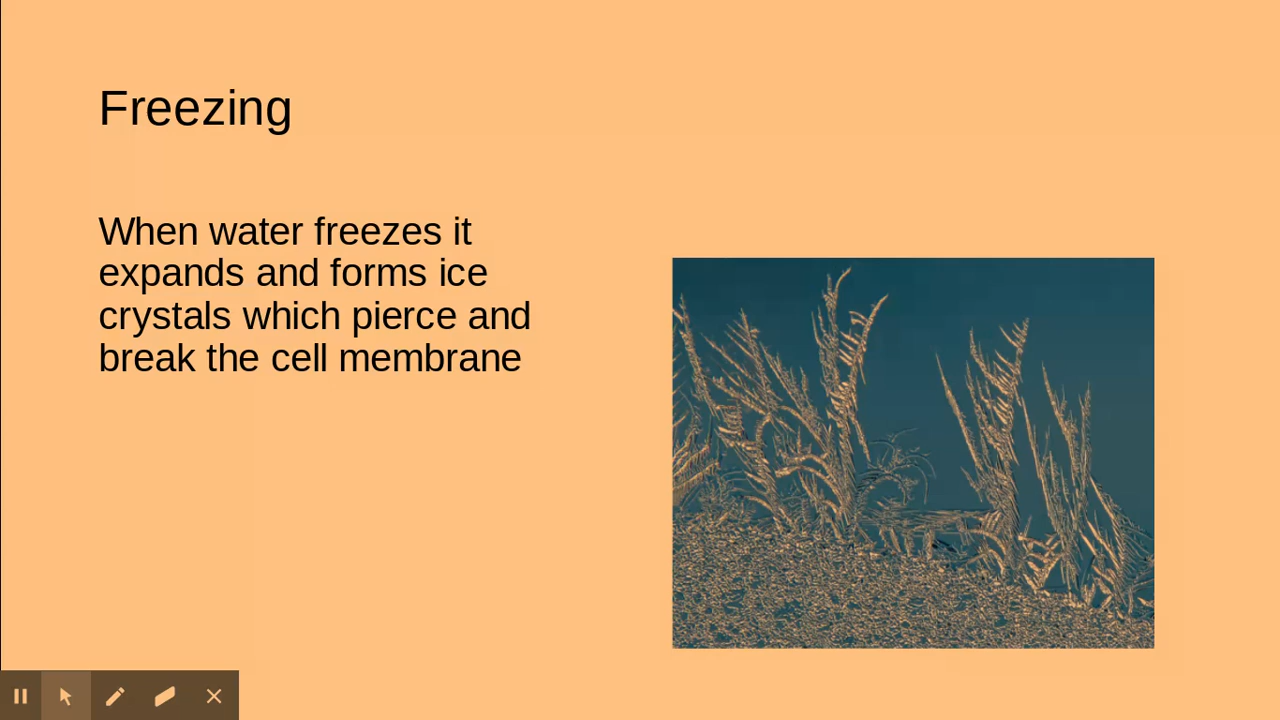 Freezing
When water freezes it
expands and forms ice
crystals which pierce and
break the cell membrane